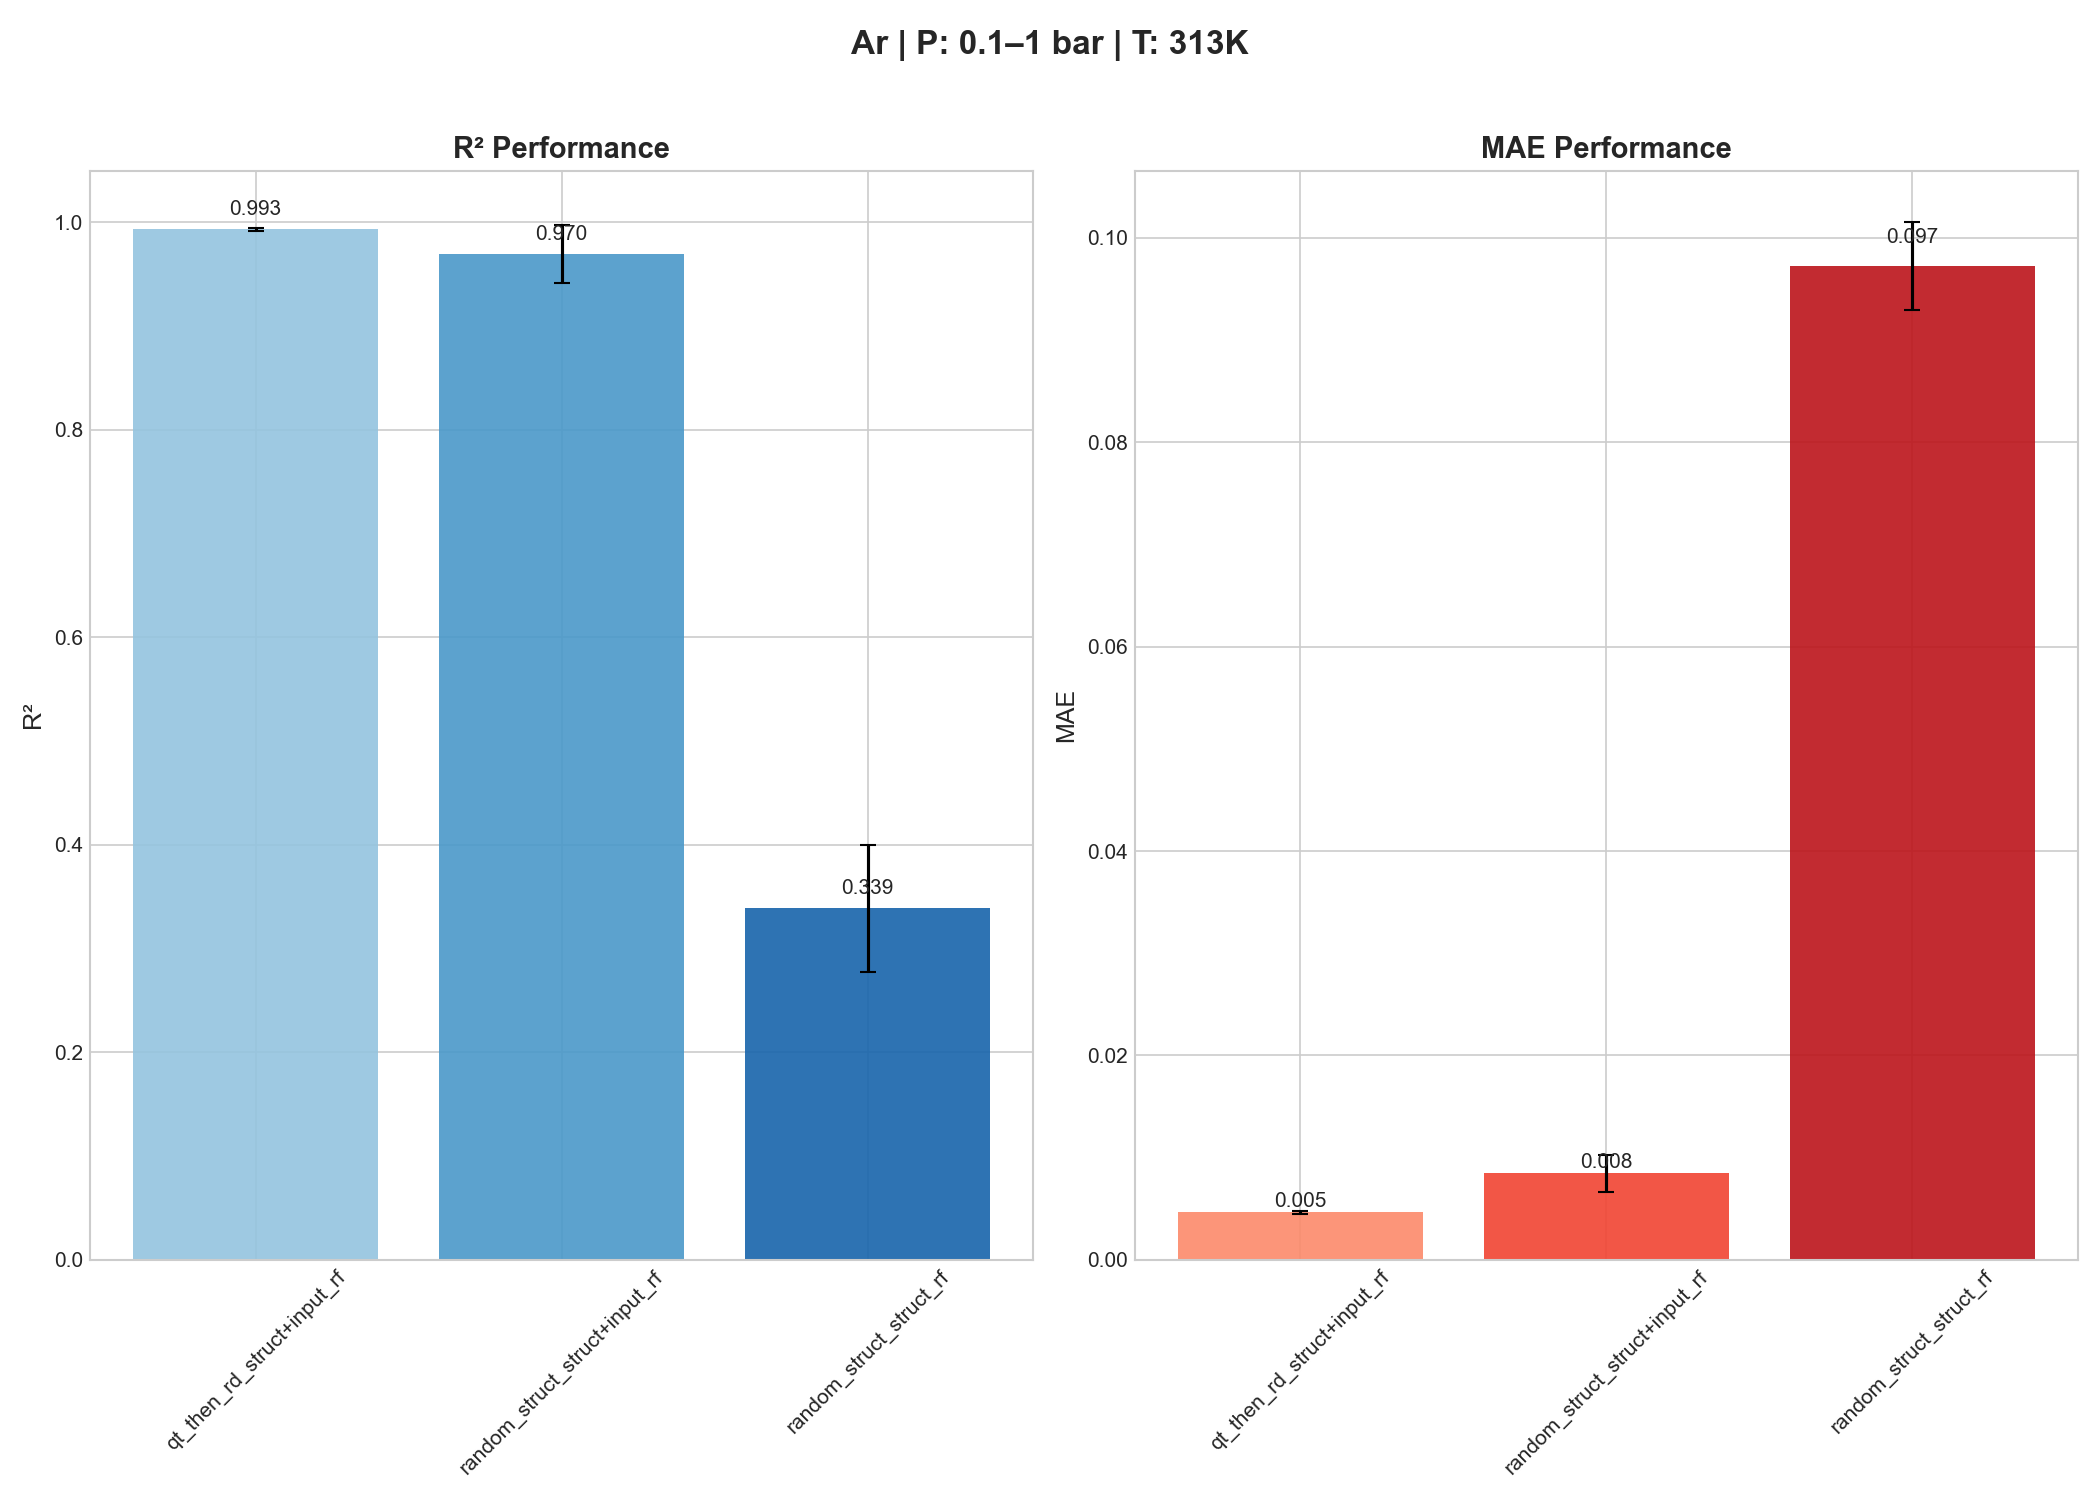 Ar | P: 0.1–1 bar | T: 313K
R² Performance
R²
1.0
0.8
0.6
0.4
0.2
0.0
0.993
0.970
0.339
qt_then_rd_struct+input_rf
random_struct_struct+input_rf
random_struct_struct_rf
MAE Performance
MAE
0.10
0.08
0.06
0.04
0.02
0.00
0.005
0.008
0.097
qt_then_rd_struct+input_rf
random_struct_struct+input_rf
random_struct_struct_rf